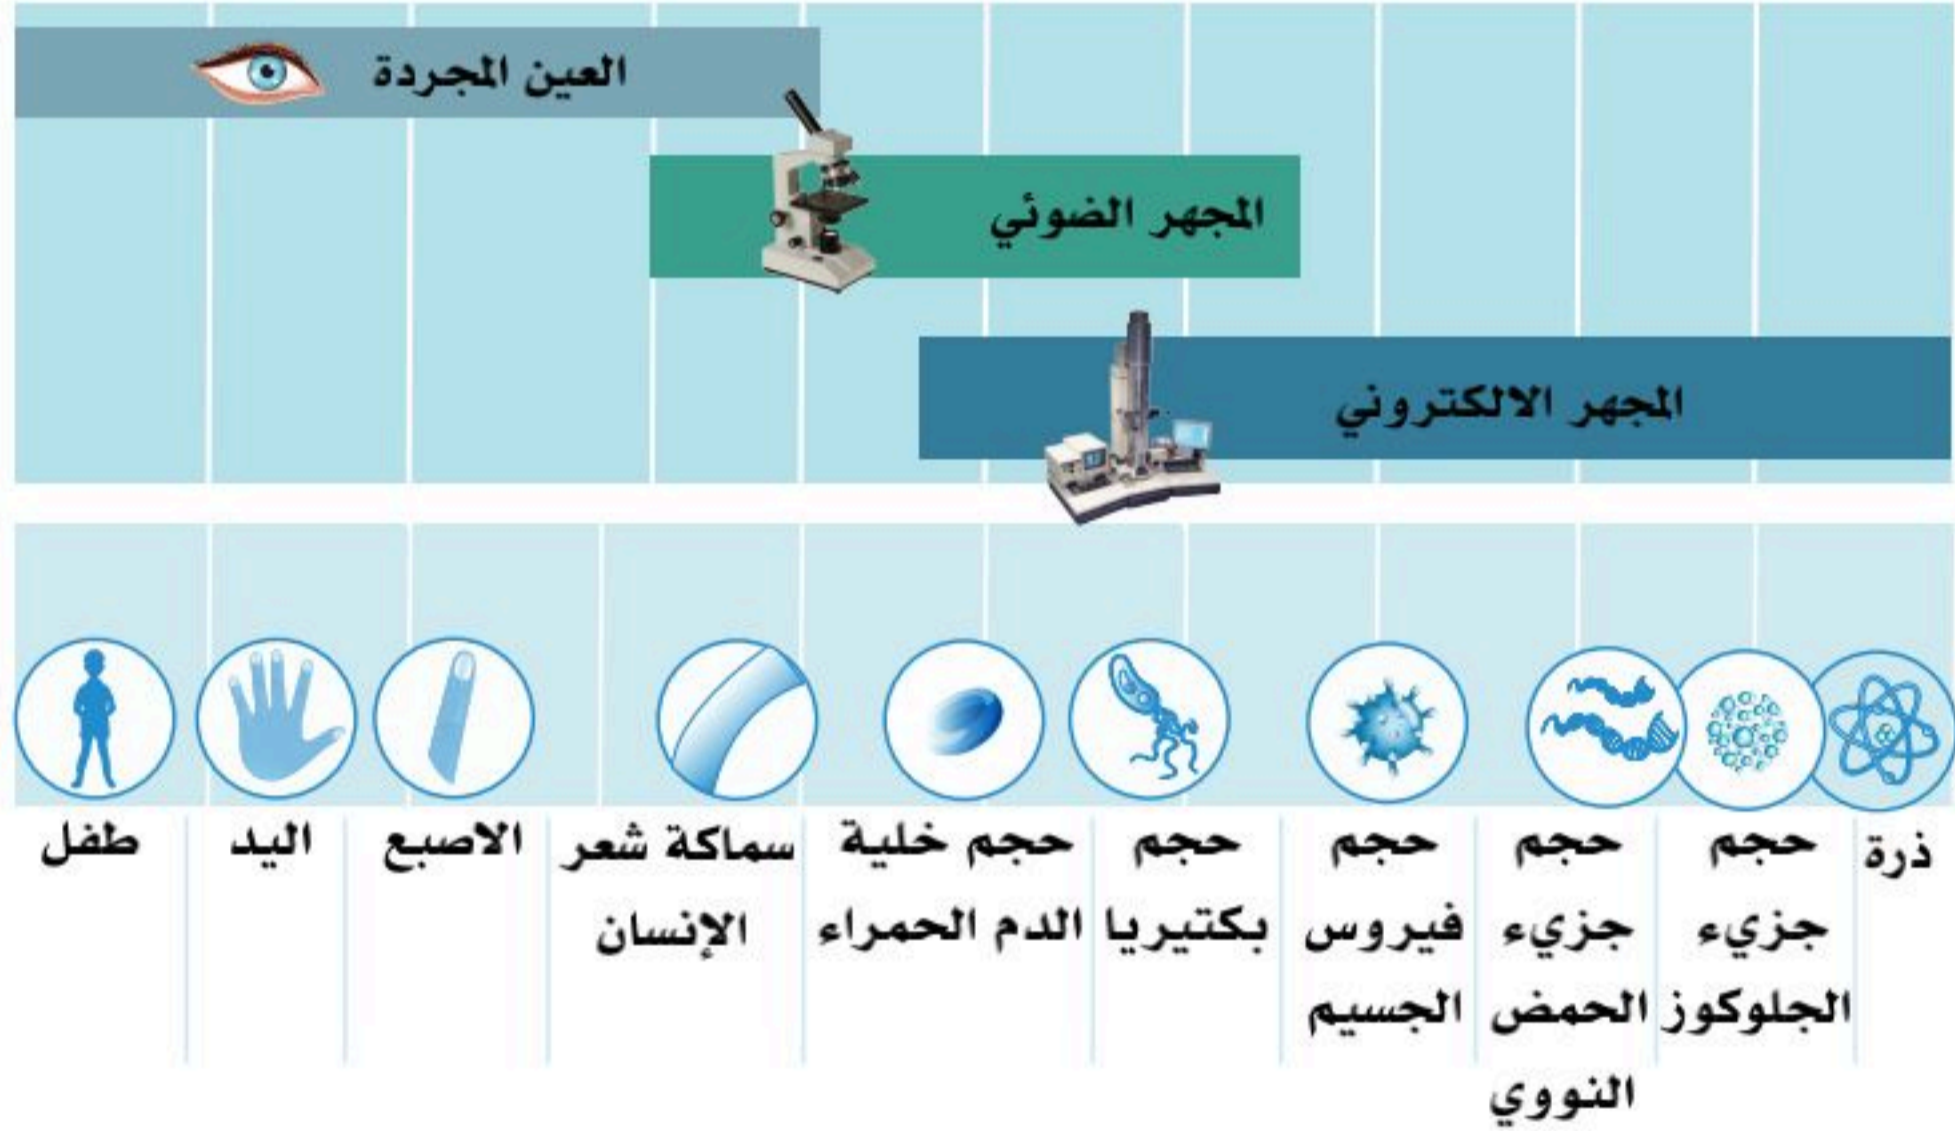 العين المجردة
المجهر الضوئي
المجهر الالكتروني
طفل
اليد
الاصبع
سماكة شعر
الإنسان
حجم خلية
الدم الحمراء
حجم
بكتيريا
حجم
فيروس
الجسيم
حجم
جزيء
الحمض
النووي
حجم
جزيء
الجلوكوز
ذرة